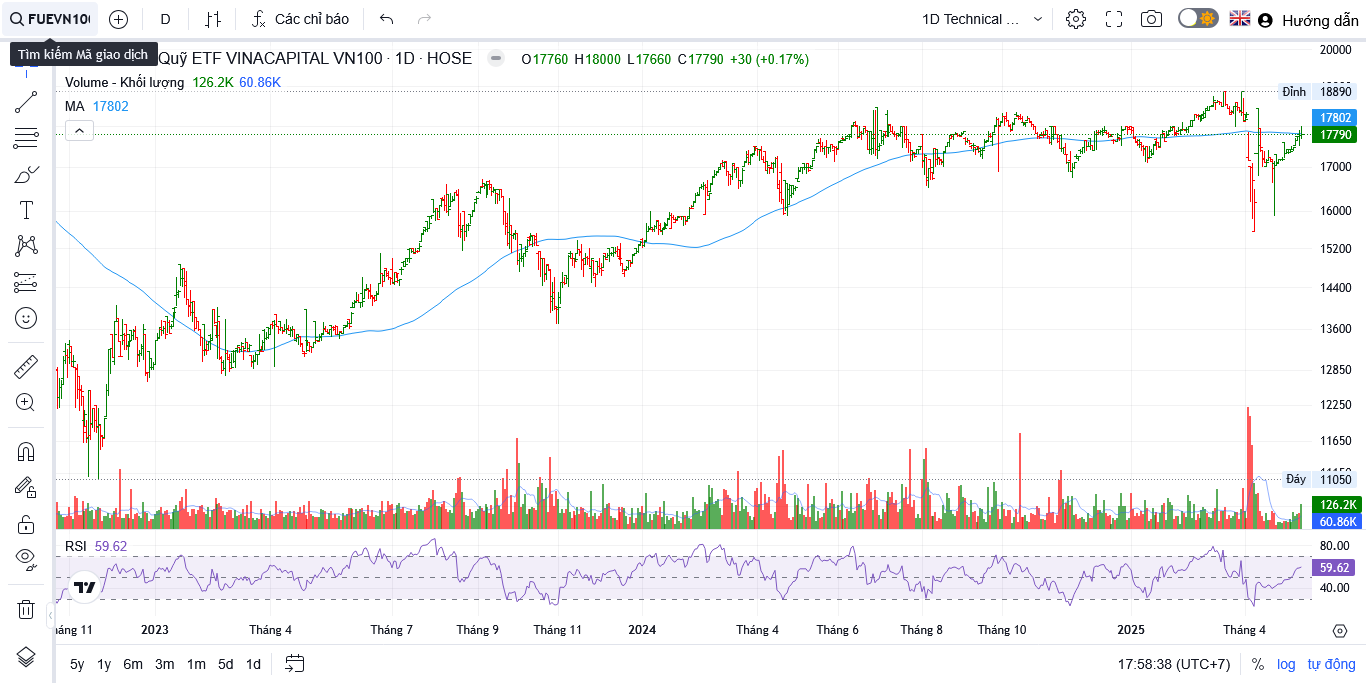 FUEVN10
D
Các chỉ báo
1D Technical ...
Hướng dẫn
Tìm kiếm Mã giao dịch
Quỹ ETF VINACAPITAL VN100 · 1D · HOSE
O17760 H18000 L17660 C17790 +30 (+0.17%)
Volume - Khối lượng 126.2K 60.86K
MA 17802
20000
Đỉnh 18890
17802
17790
17000
16000
15200
14400
13600
12850
12250
11650
Đáy 11050
126.2K
60.86K
RSI 59.62
80.00
59.62
40.00
áng 11 2023 Tháng 4 Tháng 7 Tháng 9 Tháng 11 2024 Tháng 4 Tháng 6 Tháng 8 Tháng 10 2025 Tháng 4
5y 1y 6m 3m 1m 5d 1d
17:58:38 (UTC+7) % log tự động